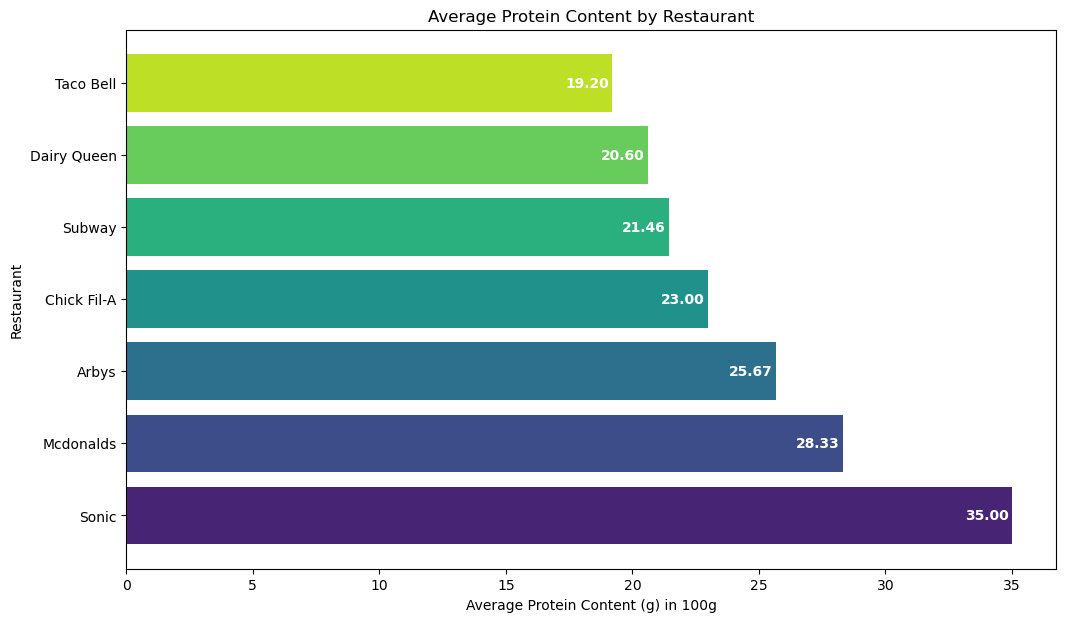 Average Protein Content by Restaurant
Restaurant
Taco Bell 19.20
Dairy Queen 20.60
Subway 21.46
Chick Fil-A 23.00
Arbys 25.67
Mcdonalds 28.33
Sonic 35.00
0 5 10 15 20 25 30 35
Average Protein Content (g) in 100g